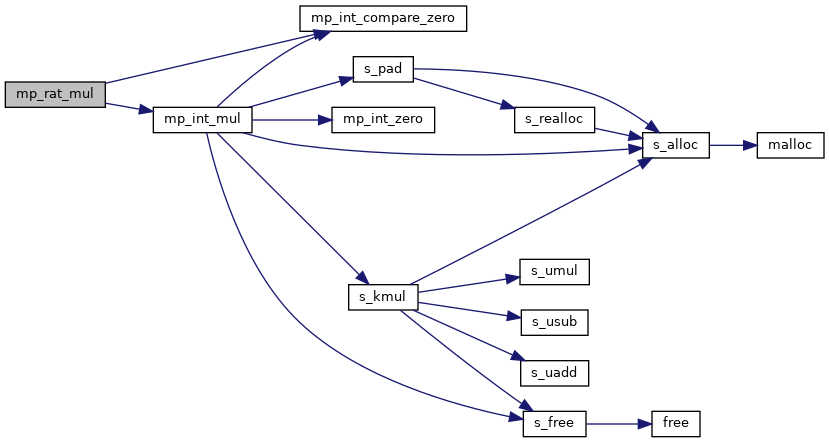 mp_int_compare_zero
s_pad
mp_rat_mul
mp_int_mul
mp_int_zero
s_realloc
s_alloc
malloc
s_umul
s_kmul
s_usub
s_uadd
s_free
free